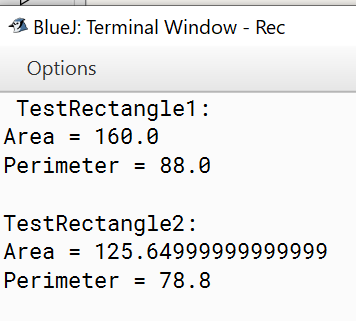 BlueJ: Terminal Window - Rec
Options
TestRectangle1:
Area = 160.0
Perimeter = 88.0
TestRectangle2:
Area = 125.64999999999999
Perimeter = 78.8